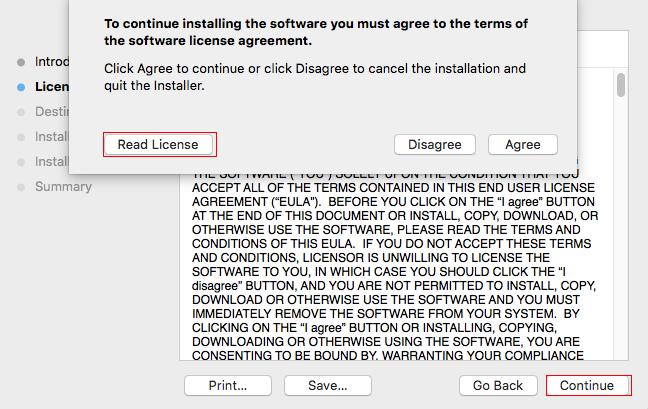 To continue installing the software you must agree to the terms of
the software license agreement.
Click Agree to continue or click Disagree to cancel the installation and
quit the Installer.
Read License
Disagree
Agree
Introd
Licen
Destin
Install
Install
Summary
THE SOFTWARE ("YOU") SOLELY UPON THE CONDITION THAT YOU
ACCEPT ALL OF THE TERMS CONTAINED IN THIS END USER LICENSE
AGREEMENT (“EULA”).  BEFORE YOU CLICK ON THE “I agree” BUTTON
AT THE END OF THIS DOCUMENT OR INSTALL, COPY, DOWNLOAD, OR
OTHERWISE USE THE SOFTWARE, PLEASE READ THE TERMS AND
CONDITIONS OF THIS EULA.  IF YOU DO NOT ACCEPT THESE TERMS
AND CONDITIONS, LICENSOR IS UNWILLING TO LICENSE THE
SOFTWARE TO YOU, IN WHICH CASE YOU SHOULD CLICK THE “I
disagree” BUTTON, AND YOU ARE NOT PERMITTED TO INSTALL, COPY,
DOWNLOAD OR OTHERWISE USE THE SOFTWARE AND YOU MUST
IMMEDIATELY REMOVE THE SOFTWARE FROM YOUR SYSTEM.  BY
CLICKING ON THE “I agree” BUTTON OR INSTALLING, COPYING,
DOWNLOADING OR OTHERWISE USING THE SOFTWARE, YOU ARE
CONSENTING TO BE BOUND BY, WARRANTING YOUR COMPLIANCE
Print...
Save...
Go Back
Continue